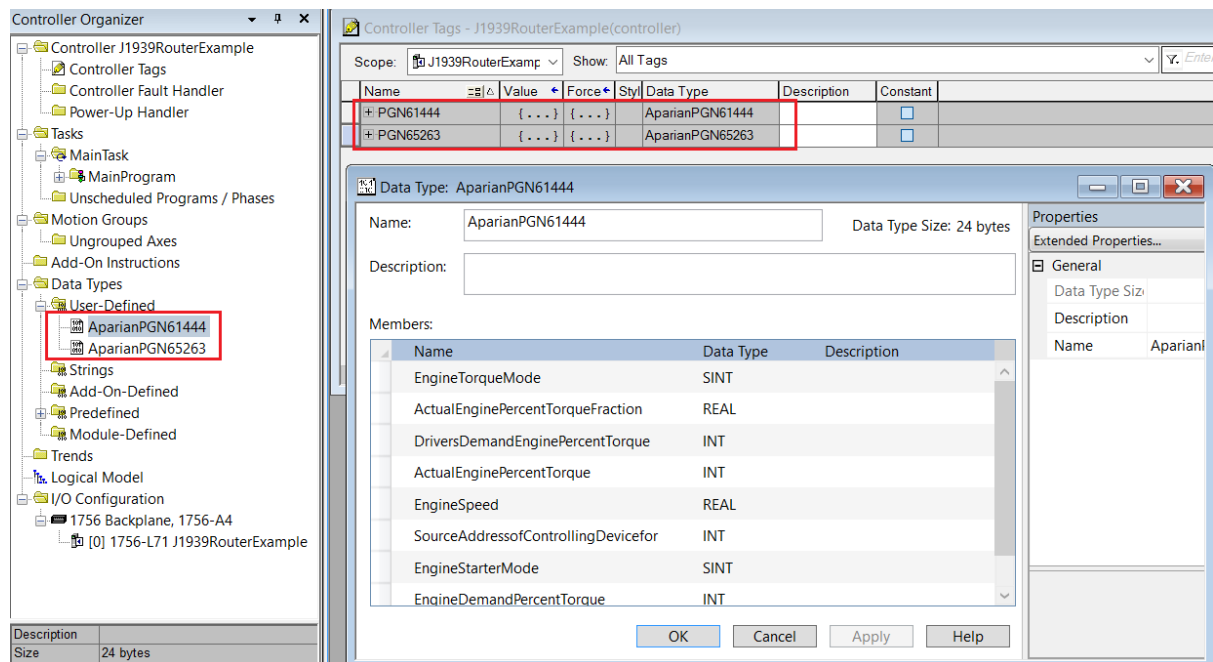 Controller Organizer
Controller J1939RouterExample
Controller Tags
Controller Fault Handler
Power-Up Handler
Tasks
MainTask
MainProgram
Unscheduled Programs / Phases
Motion Groups
Ungrouped Axes
Add-On Instructions
Data Types
User-Defined
AparianPGN61444
AparianPGN65263
Strings
Add-On-Defined
Predefined
Module-Defined
Trends
Logical Model
I/O Configuration
1756 Backplane, 1756-A4
[0] 1756-L71 J1939RouterExample
Description
Size 24 bytes
Controller Tags - J1939RouterExample(controller)
Scope: J1939RouterExamp Show: All Tags Enter
Name Value Force Styl Data Type Description Constant
PGN61444 {...} {...} AparianPGN61444
PGN65263 {...} {...} AparianPGN65263
Data Type: AparianPGN61444
Name: AparianPGN61444 Data Type Size: 24 bytes
Description:
Members:
Name Data Type Description
EngineTorqueMode SINT
ActualEnginePercentTorqueFraction REAL
DriversDemandEnginePercentTorque INT
ActualEnginePercentTorque INT
EngineSpeed REAL
SourceAddressofControllingDevicefor INT
EngineStarterMode SINT
EngineDemandPercentTorque INT
OK Cancel Apply Help
Properties
Extended Properties...
General
Data Type Siz
Description
Name Aparian